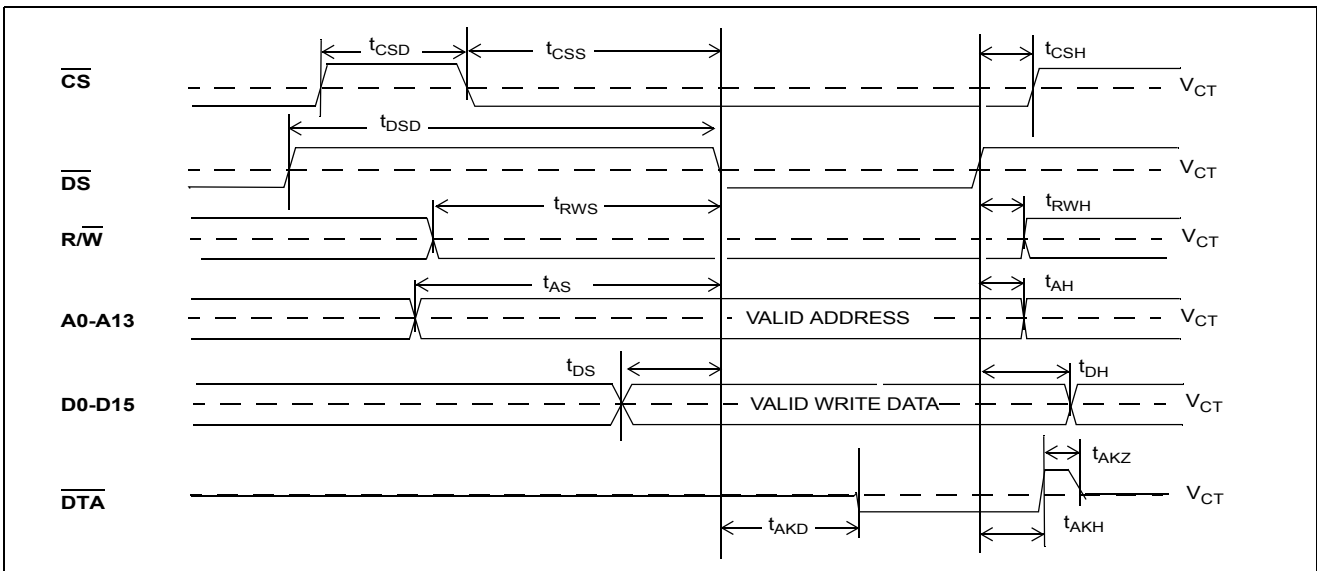 tCSD
tCSS
tCSH
CS
VCT
tDSD
DS
VCT
tRWS
tRWH
R/W
VCT
tAS
tAH
A0-A13
VALID ADDRESS
VCT
tDS
tDH
D0-D15
VALID WRITE DATA
VCT
tAKZ
DTA
VCT
tAKD
tAKH